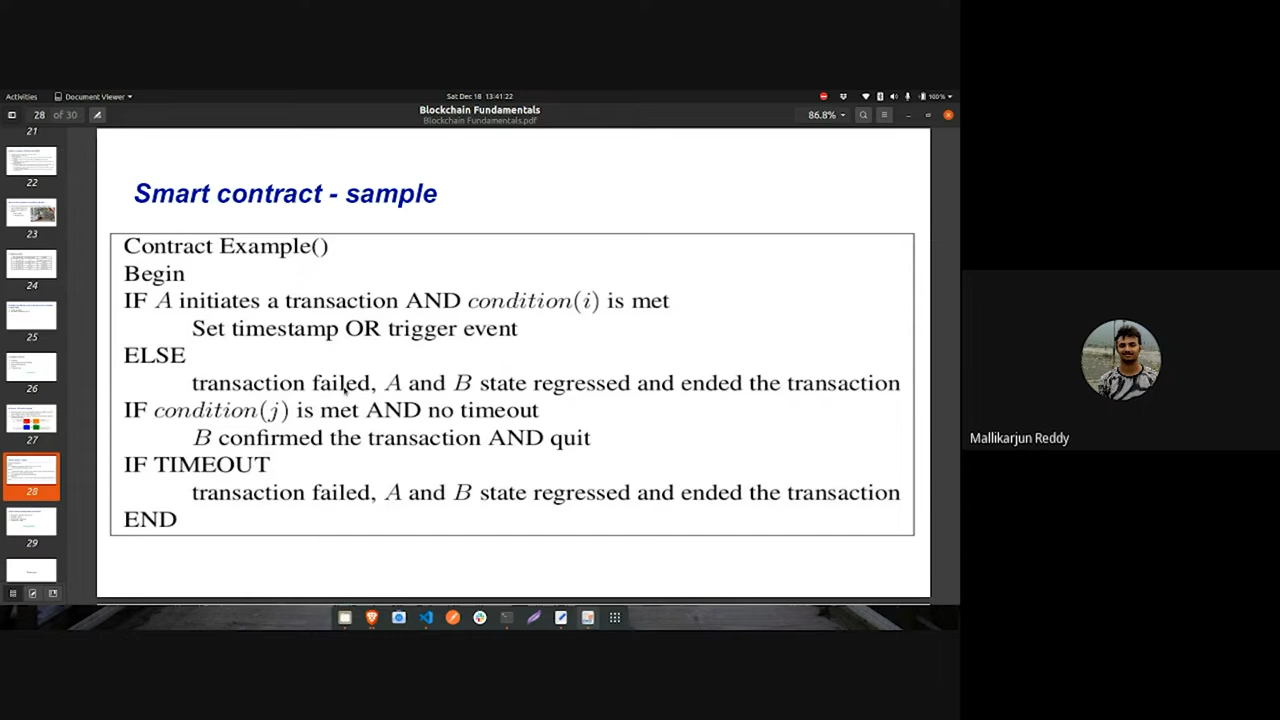 Activities
Document Viewer
Sat Dec 18 13:41:22
100%
28 of 30
Blockchain Fundamentals
Blockchain Fundamentals.pdf
86.8%
21
22
23
24
25
26
27
28
29
Smart contract - sample
Contract Example()
Begin
IF A initiates a transaction AND condition(i) is met
Set timestamp OR trigger event
ELSE
transaction failed, A and B state regressed and ended the transaction
IF condition(j) is met AND no timeout
B confirmed the transaction AND quit
IF TIMEOUT
transaction failed, A and B state regressed and ended the transaction
END
Mallikarjun Reddy